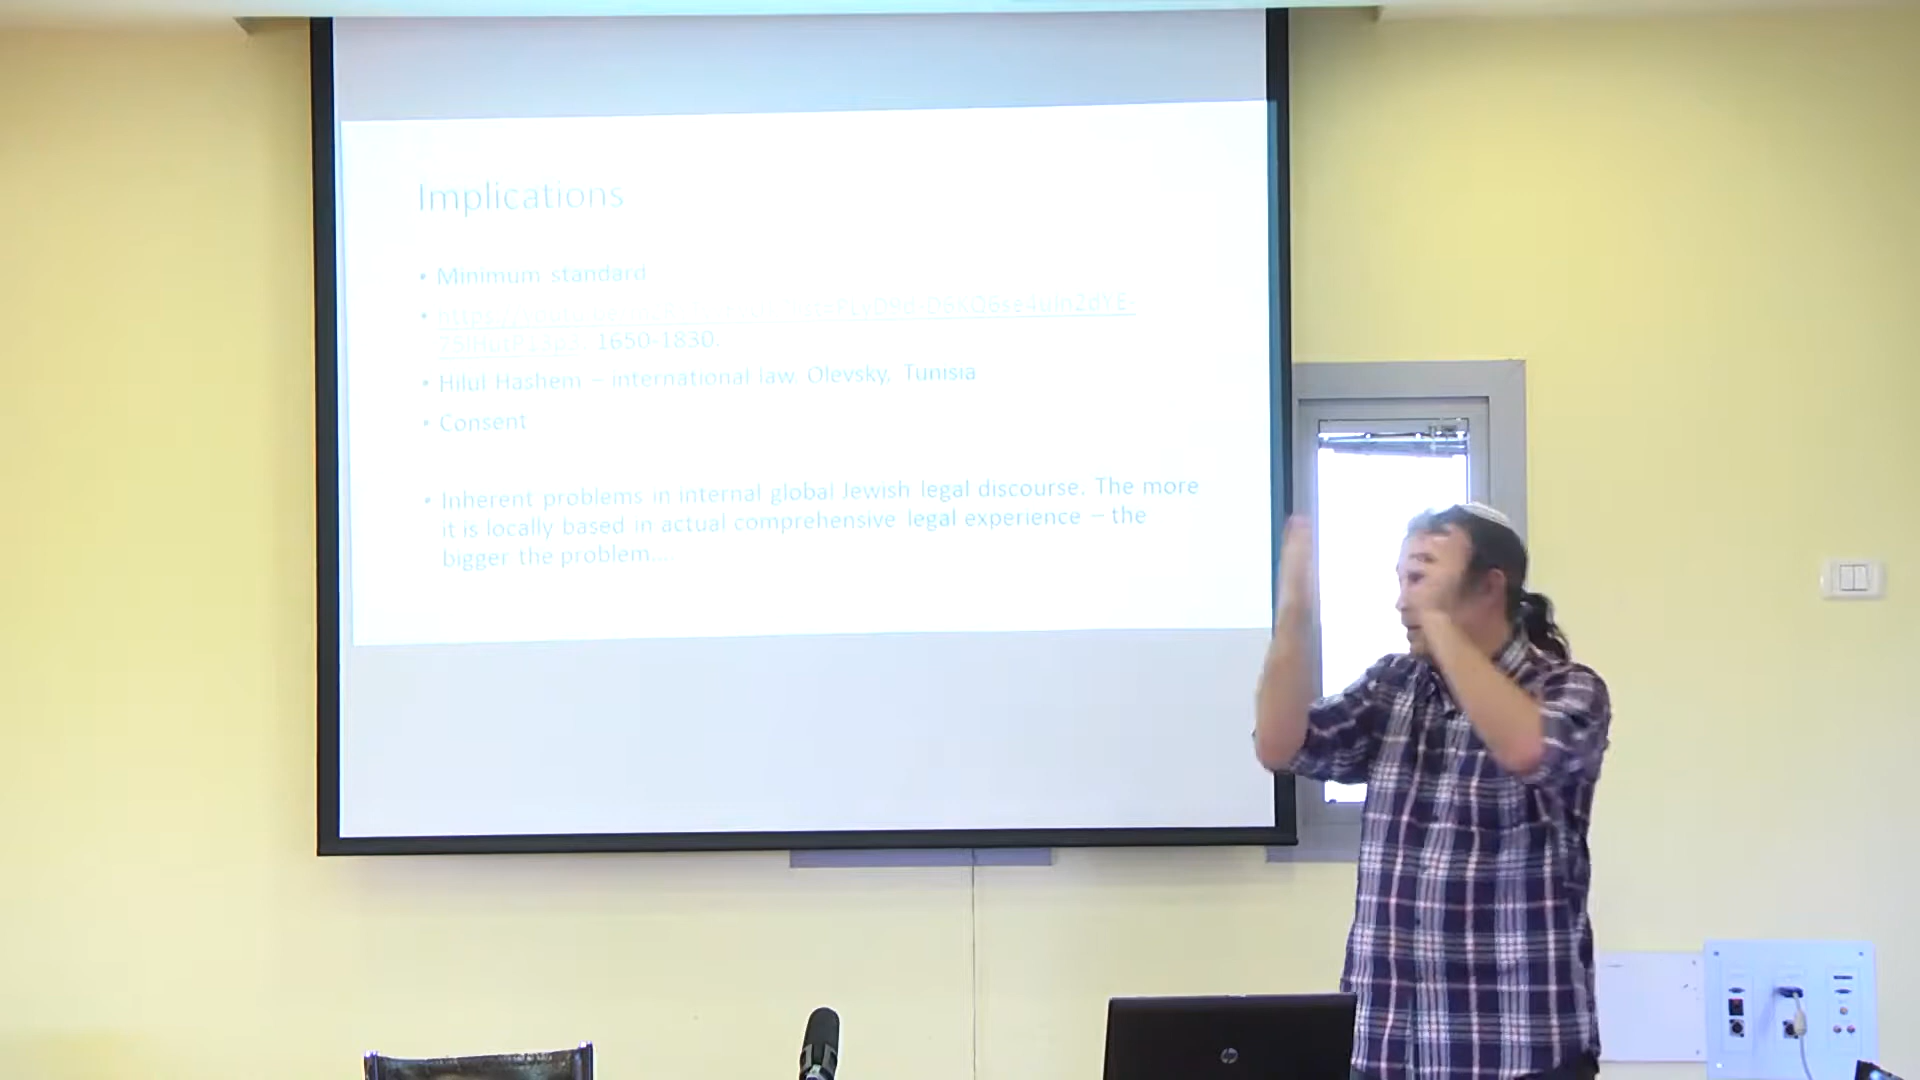 Implications
• Minimum standard
• 1650-1830.
• Hilul Hashem – international law. Olevsky, Tunisia
• Consent
• Inherent problems in internal global Jewish legal discourse. The more
it is locally based in actual comprehensive legal experience – the
bigger the problem....
hp